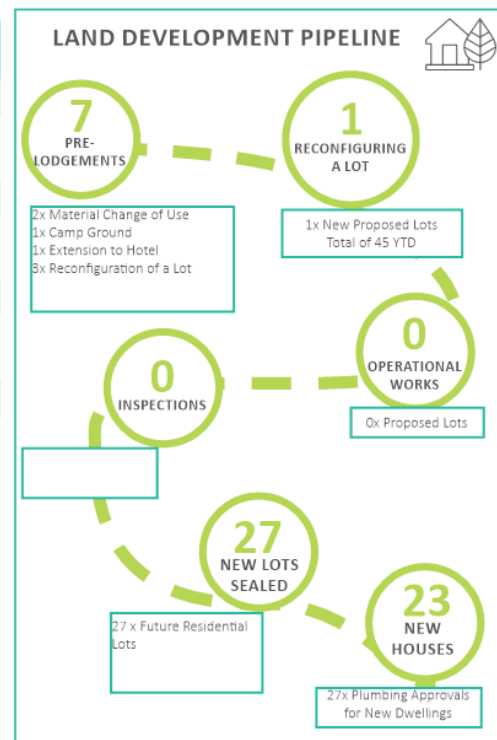 LAND DEVELOPMENT PIPELINE
7
PRE-
LODGEMENTS
2x Material Change of Use
1x Camp Ground
1x Extension to Hotel
3x Reconfiguration of a Lot
1
RECONFIGURING
A LOT
1x New Proposed Lots
Total of 45 YTD
0
OPERATIONAL
WORKS
0x Proposed Lots
0
INSPECTIONS
27
NEW LOTS
SEALED
27 x Future Residential
Lots
23
NEW
HOUSES
27x Plumbing Approvals
for New Dwellings